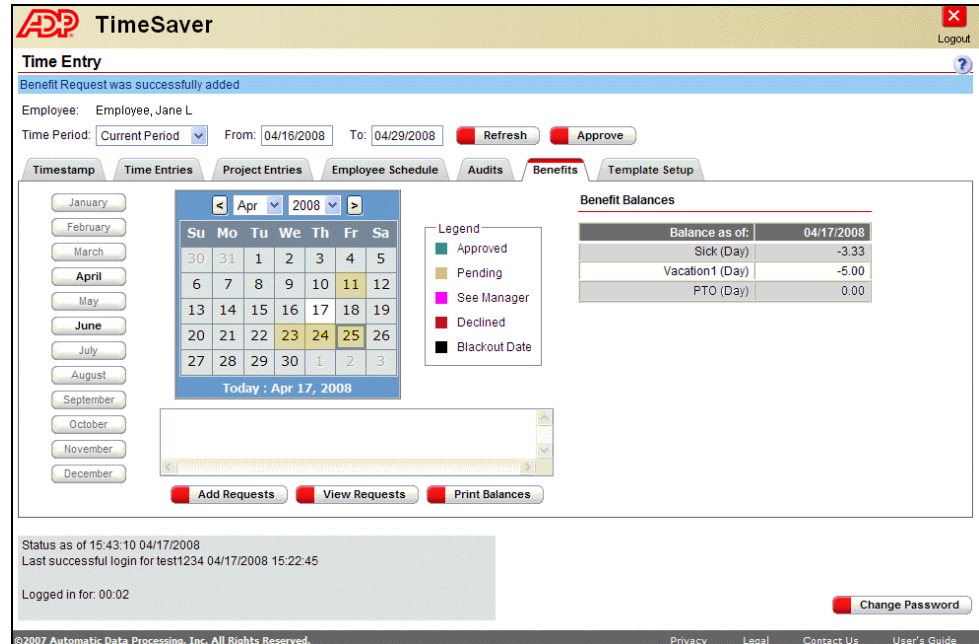 ADP TimeSaver
Logout
Time Entry
?
Benefit Request was successfully added
Employee: Employee, Jane L
Time Period: Current Period From: 04/16/2008 To: 04/29/2008 Refresh Approve
Timestamp Time Entries Project Entries Employee Schedule Audits Benefits Template Setup
January
February
March
April
May
June
July
August
September
October
November
December
< Apr 2008 >
Su Mo Tu We Th Fr Sa
30 31 1 2 3 4 5
6 7 8 9 10 11 12
13 14 15 16 17 18 19
20 21 22 23 24 25 26
27 28 29 30 1 2 3
Today : Apr 17, 2008
Legend
Approved
Pending
See Manager
Declined
Blackout Date
Benefit Balances
Balance as of: 04/17/2008
Sick (Day) -3.33
Vacation1 (Day) -5.00
PTO (Day) 0.00
Add Requests View Requests Print Balances
Status as of 15:43:10 04/17/2008
Last successful login for test1234 04/17/2008 15:22:45
Logged in for: 00:02
Change Password
©2007 Automatic Data Processing, Inc. All Rights Reserved. Privacy Legal Contact Us User's Guide